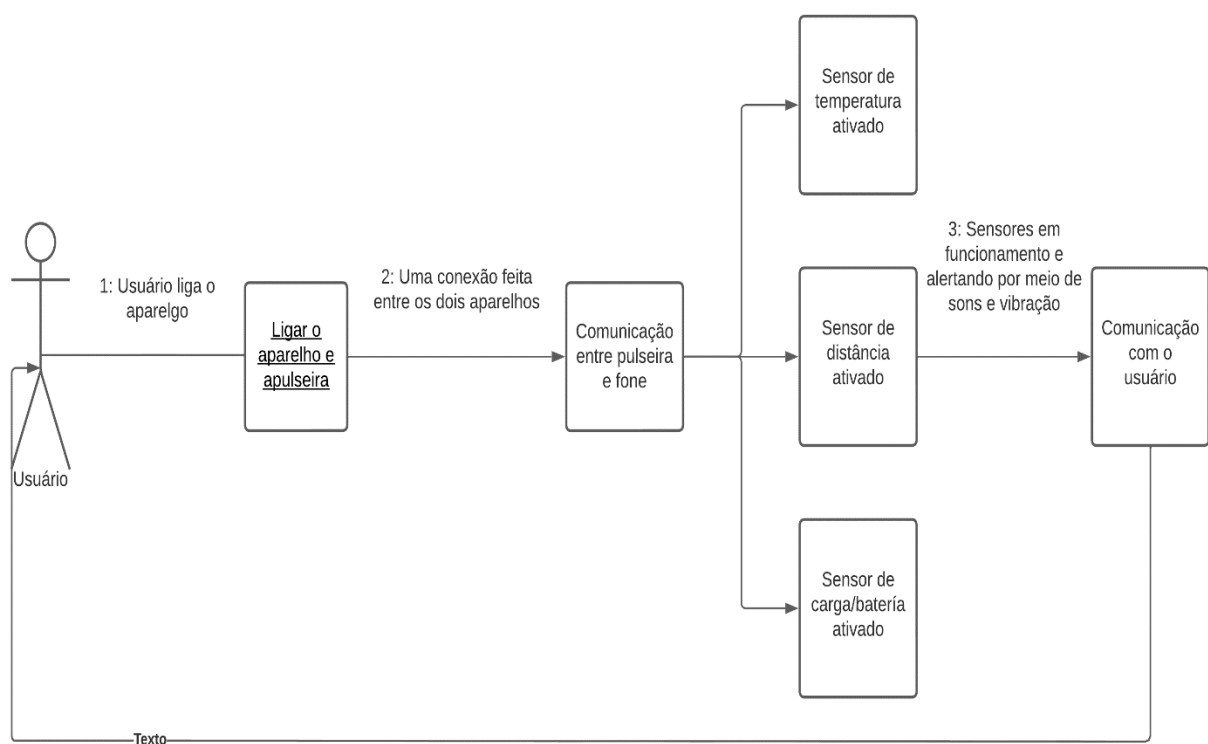 Sensor de
temperatura
ativado
1: Usuário liga o
aparelgo
2: Uma conexão feita
entre os dois aparelhos
3: Sensores em
funcionamento e
alertando por meio de
sons e vibração
Ligar o
aparelho e
apulseira
Comunicação
entre pulseira
e fone
Sensor de
distância
ativado
Comunicação
com o
usuário
Usuário
Sensor de
carga/batería
ativado
Texto